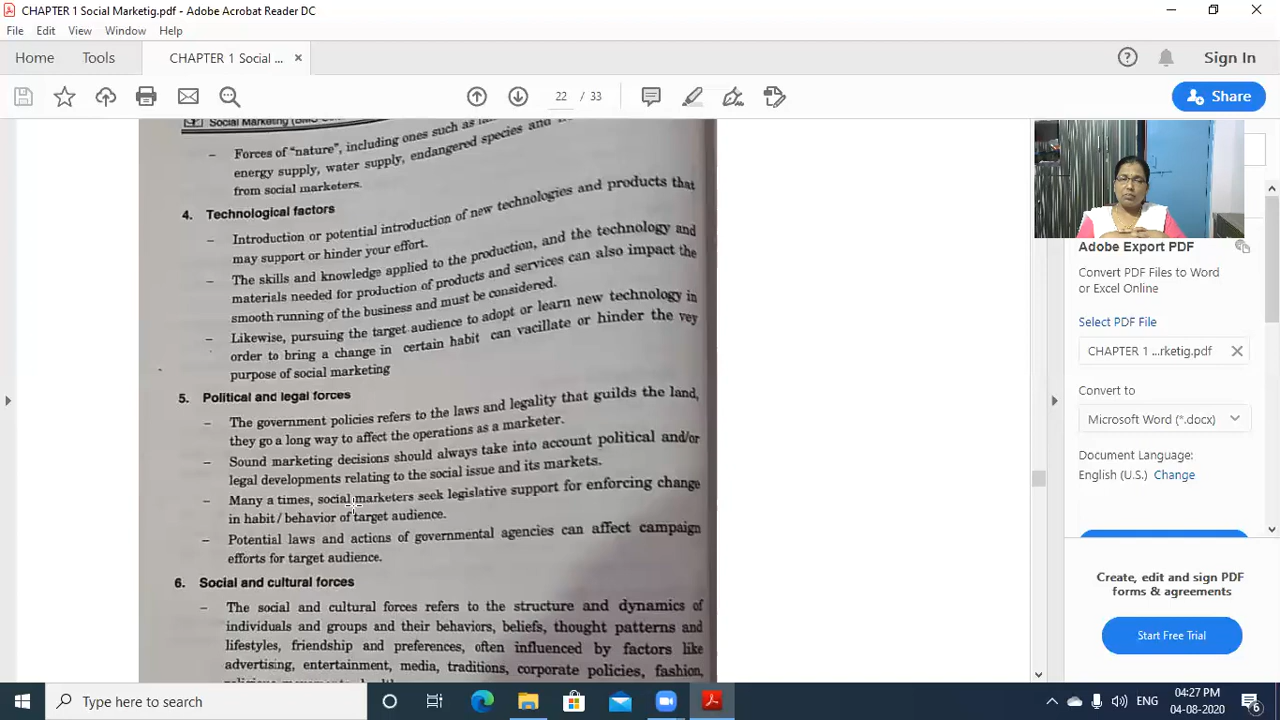 CHAPTER 1 Social Marketig.pdf - Adobe Acrobat Reader DC
File Edit View Window Help
Home Tools CHAPTER 1 Social ... × Sign In
22 / 33 Share
Social Marketing
- Forces of "nature", including ones such as
energy supply, water supply, endangered species and
from social marketers.
4. Technological factors
- Introduction or potential introduction of new technologies and products that
may support or hinder your effort.
- The skills and knowledge applied to the production, and the technology and
materials needed for production of products and services can also impact the
smooth running of the business and must be considered.
- Likewise, pursuing the target audience to adopt or learn new technology in
order to bring a change in certain habit can vacillate or hinder the vey
purpose of social marketing
5. Political and legal forces
- The government policies refers to the laws and legality that guilds the land,
they go a long way to affect the operations as a marketer.
- Sound marketing decisions should always take into account political and/or
legal developments relating to the social issue and its markets.
- Many a times, social marketers seek legislative support for enforcing change
in habit/behavior of target audience.
- Potential laws and actions of governmental agencies can affect campaign
efforts for target audience.
6. Social and cultural forces
- The social and cultural forces refers to the structure and dynamics of
individuals and groups and their behaviors, beliefs, thought patterns and
lifestyles, friendship and preferences, often influenced by factors like
advertising, entertainment, media, traditions, corporate policies, fashion,
Adobe Export PDF
Convert PDF Files to Word
or Excel Online
Select PDF File
CHAPTER 1 ...rketig.pdf
Convert to
Microsoft Word (*.docx)
Document Language:
English (U.S.) Change
Create, edit and sign PDF
forms & agreements
Start Free Trial
Type here to search
ENG
04:27 PM
04-08-2020
6